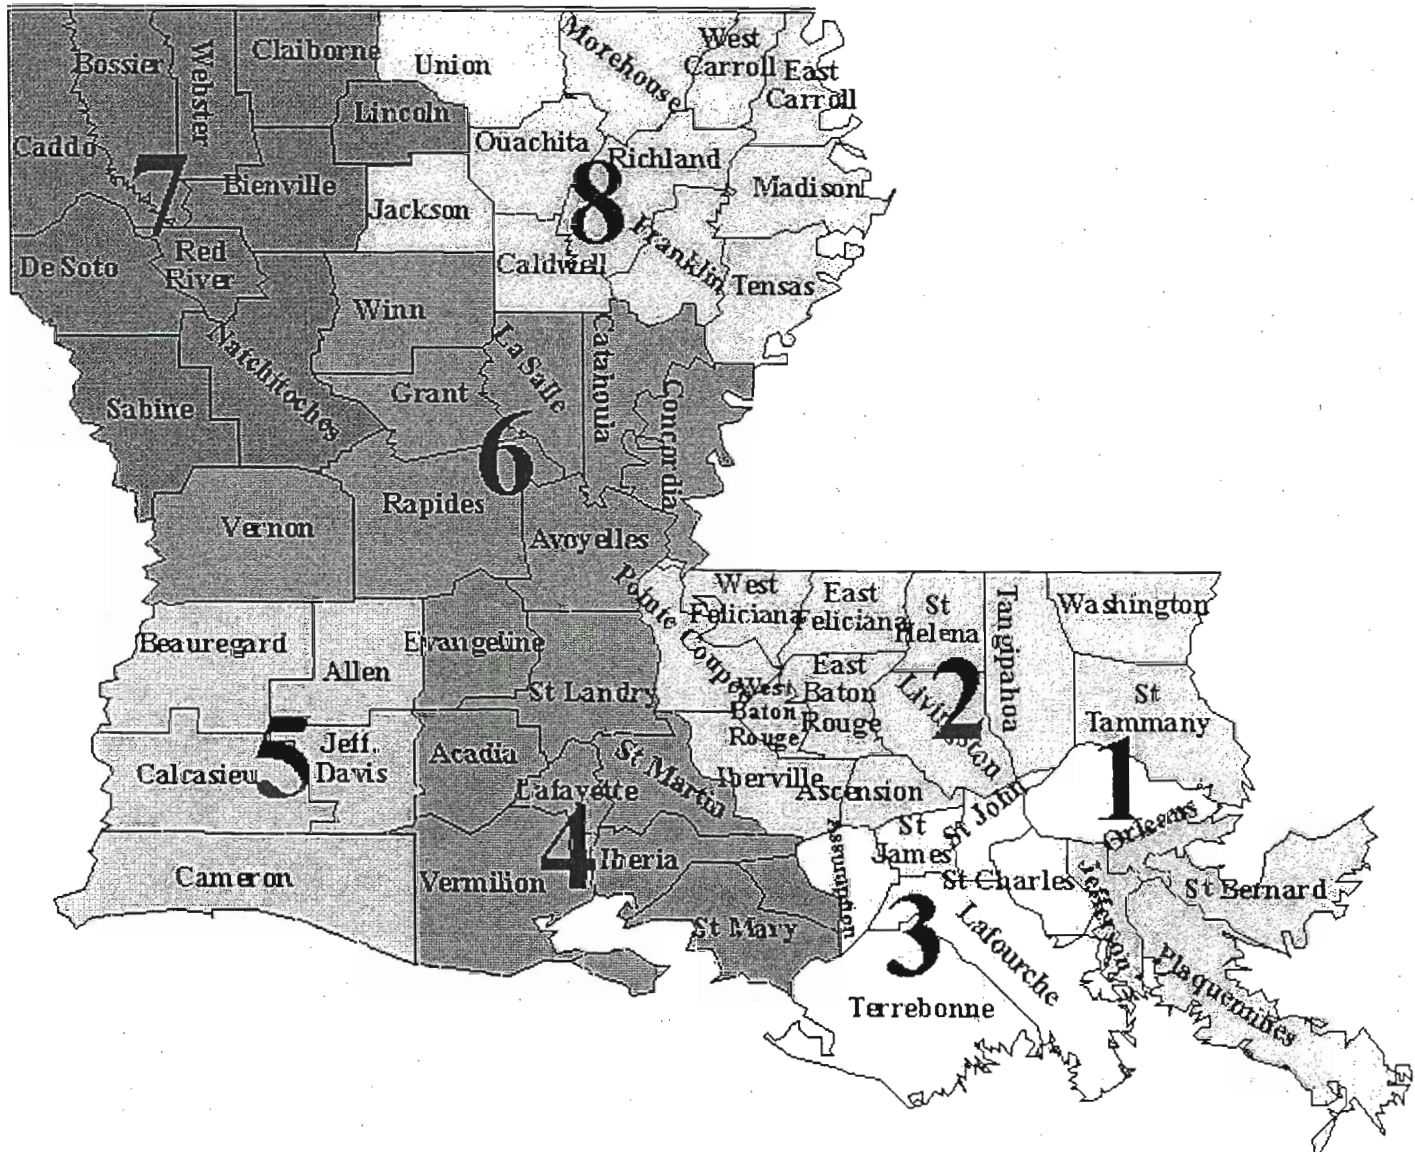 Claiborne
West
Carroll
Bossier
Webster
Union
Morehouse
East
Carroll
Lincoln
Caddo
Ouachita
Richland
7
8
Bienville
Madison
Jackson
Franklin
Red
River
De Soto
Caldwell
Tensas
Winn
Natchitoches
La Salle
Catahouia
Grant
Concordia
Sabine
6
Rapides
Vernon
Avoyelles
Pointe Coupee
West
Feliciana
East
Feliciana
St
Helena
Tangipahoa
Washington
Beauregard
Evangeline
Allen
St Landry
West
Baton
Rouge
East
Baton
Rouge
Livingston
2
St
Tammany
5
Jeff.
Davis
Acadia
St Martin
Calcasieu
Iberville
Ascension
1
Lafayette
St John
Orleans
4
St
James
Assumption
Iberia
Cameron
Vermilion
St Charles
Jefferson
St Bernard
St Mary
3
Lafourche
Plaquemines
Terrebonne